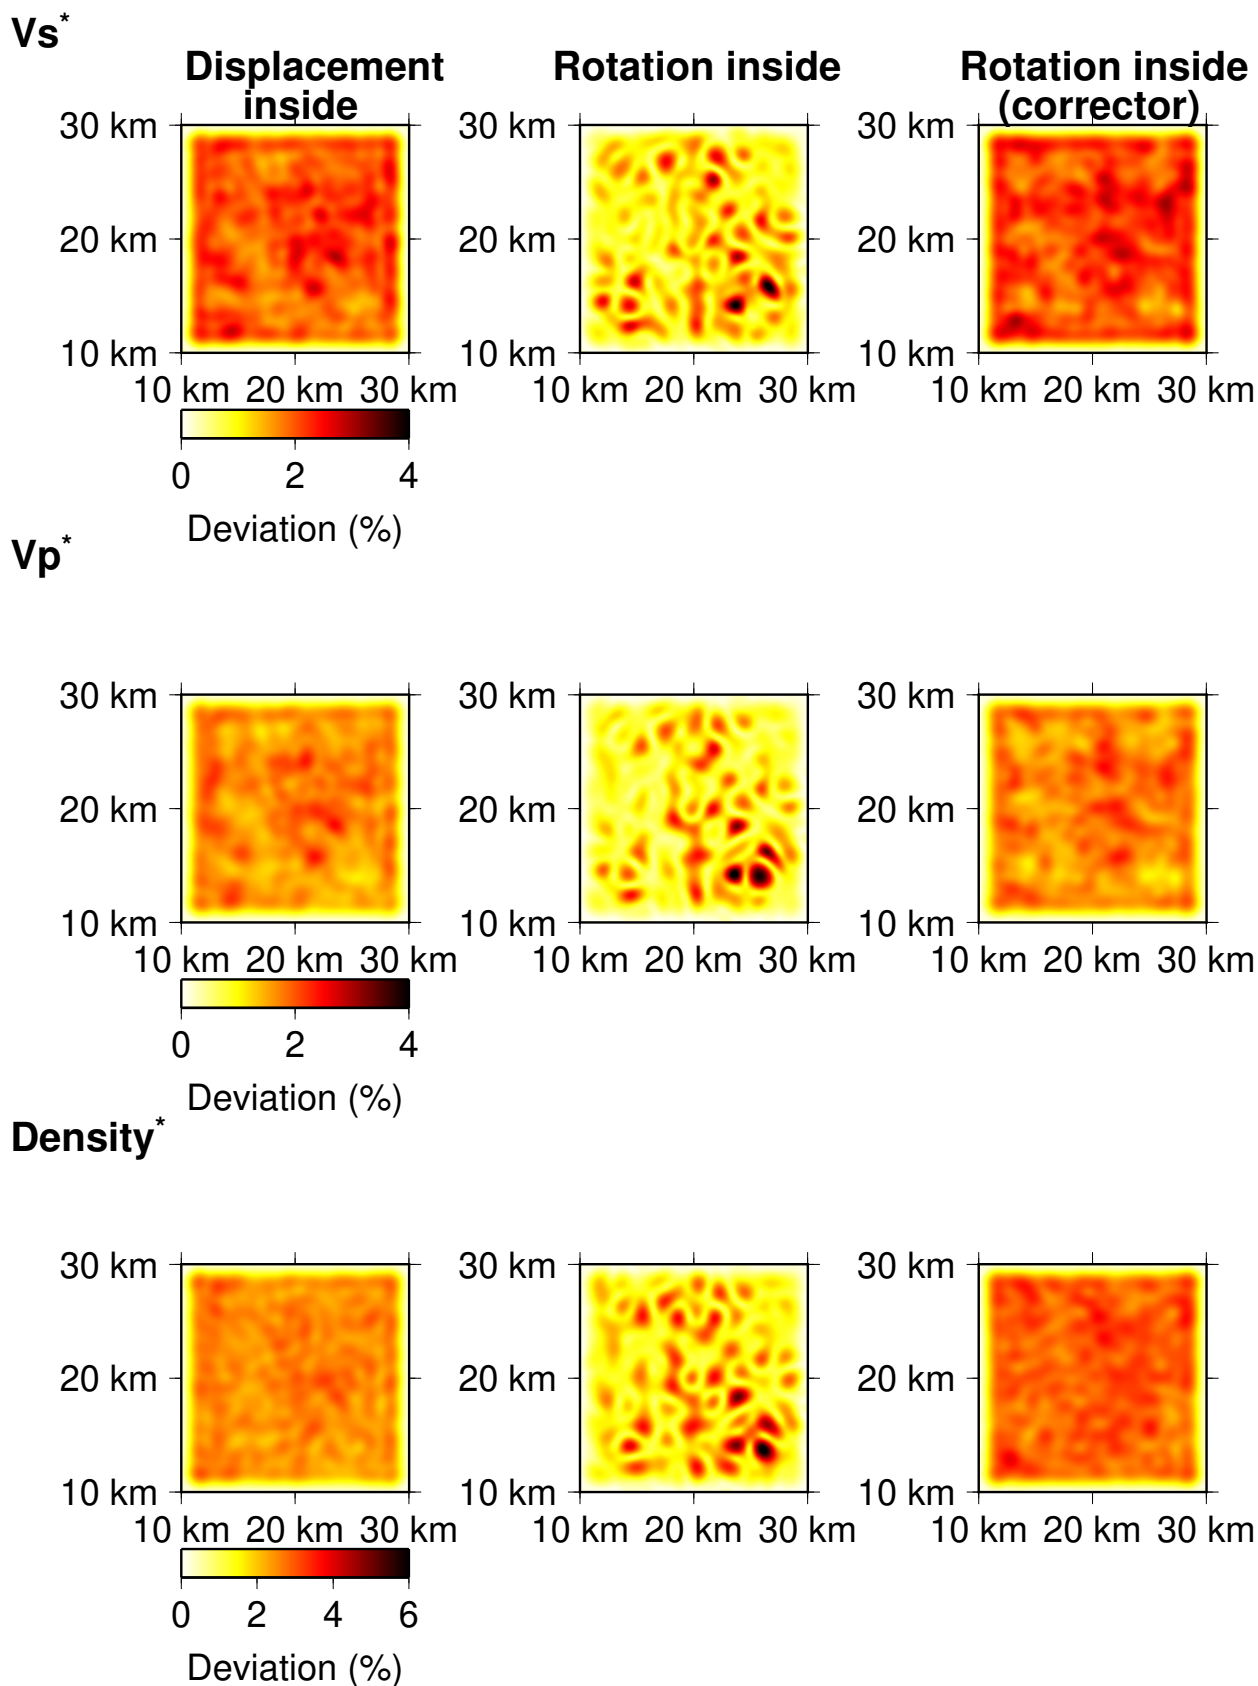 Vs*
Displacement Rotation inside Rotation inside
inside (corrector)
30 km 30 km 30 km
20 km 20 km 20 km
10 km 10 km 10 km
10 km 20 km 30 km 10 km 20 km 30 km 10 km 20 km 30 km
0 2 4
Deviation (%)
Vp*
30 km 30 km 30 km
20 km 20 km 20 km
10 km 10 km 10 km
10 km 20 km 30 km 10 km 20 km 30 km 10 km 20 km 30 km
0 2 4
Deviation (%)
Density*
30 km 30 km 30 km
20 km 20 km 20 km
10 km 10 km 10 km
10 km 20 km 30 km 10 km 20 km 30 km 10 km 20 km 30 km
0 2 4 6
Deviation (%)